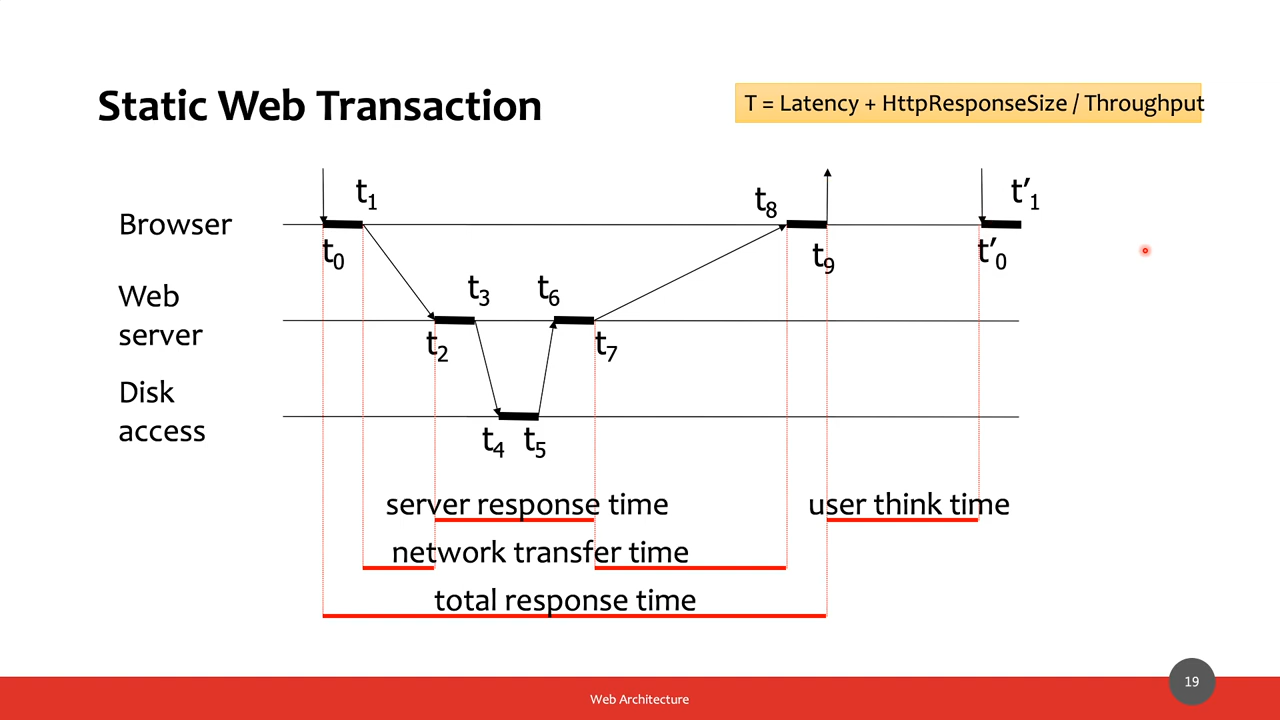 Static Web Transaction
T = Latency + HttpResponseSize / Throughput
t1
t8
t′1
Browser
t0
t9
t′0
Web
server
t3
t6
t2
t7
Disk
access
t4
t5
server response time
user think time
network transfer time
total response time
19
Web Architecture